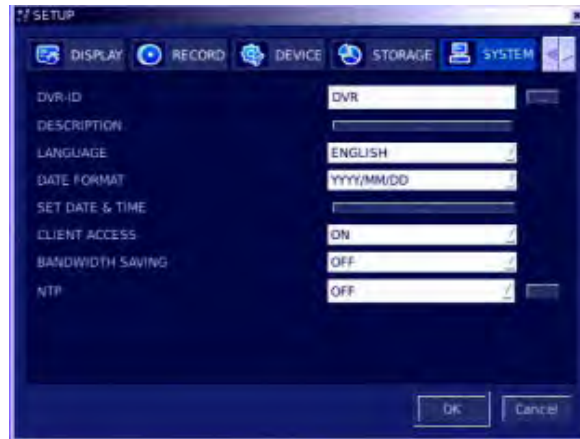 SETUP
DISPLAY RECORD DEVICE STORAGE SYSTEM
DVR-ID DVR
DESCRIPTION
LANGUAGE ENGLISH
DATE FORMAT YYYY/MM/DD
SET DATE & TIME
CLIENT ACCESS ON
BANDWIDTH SAVING OFF
NTP OFF
OK Cancel